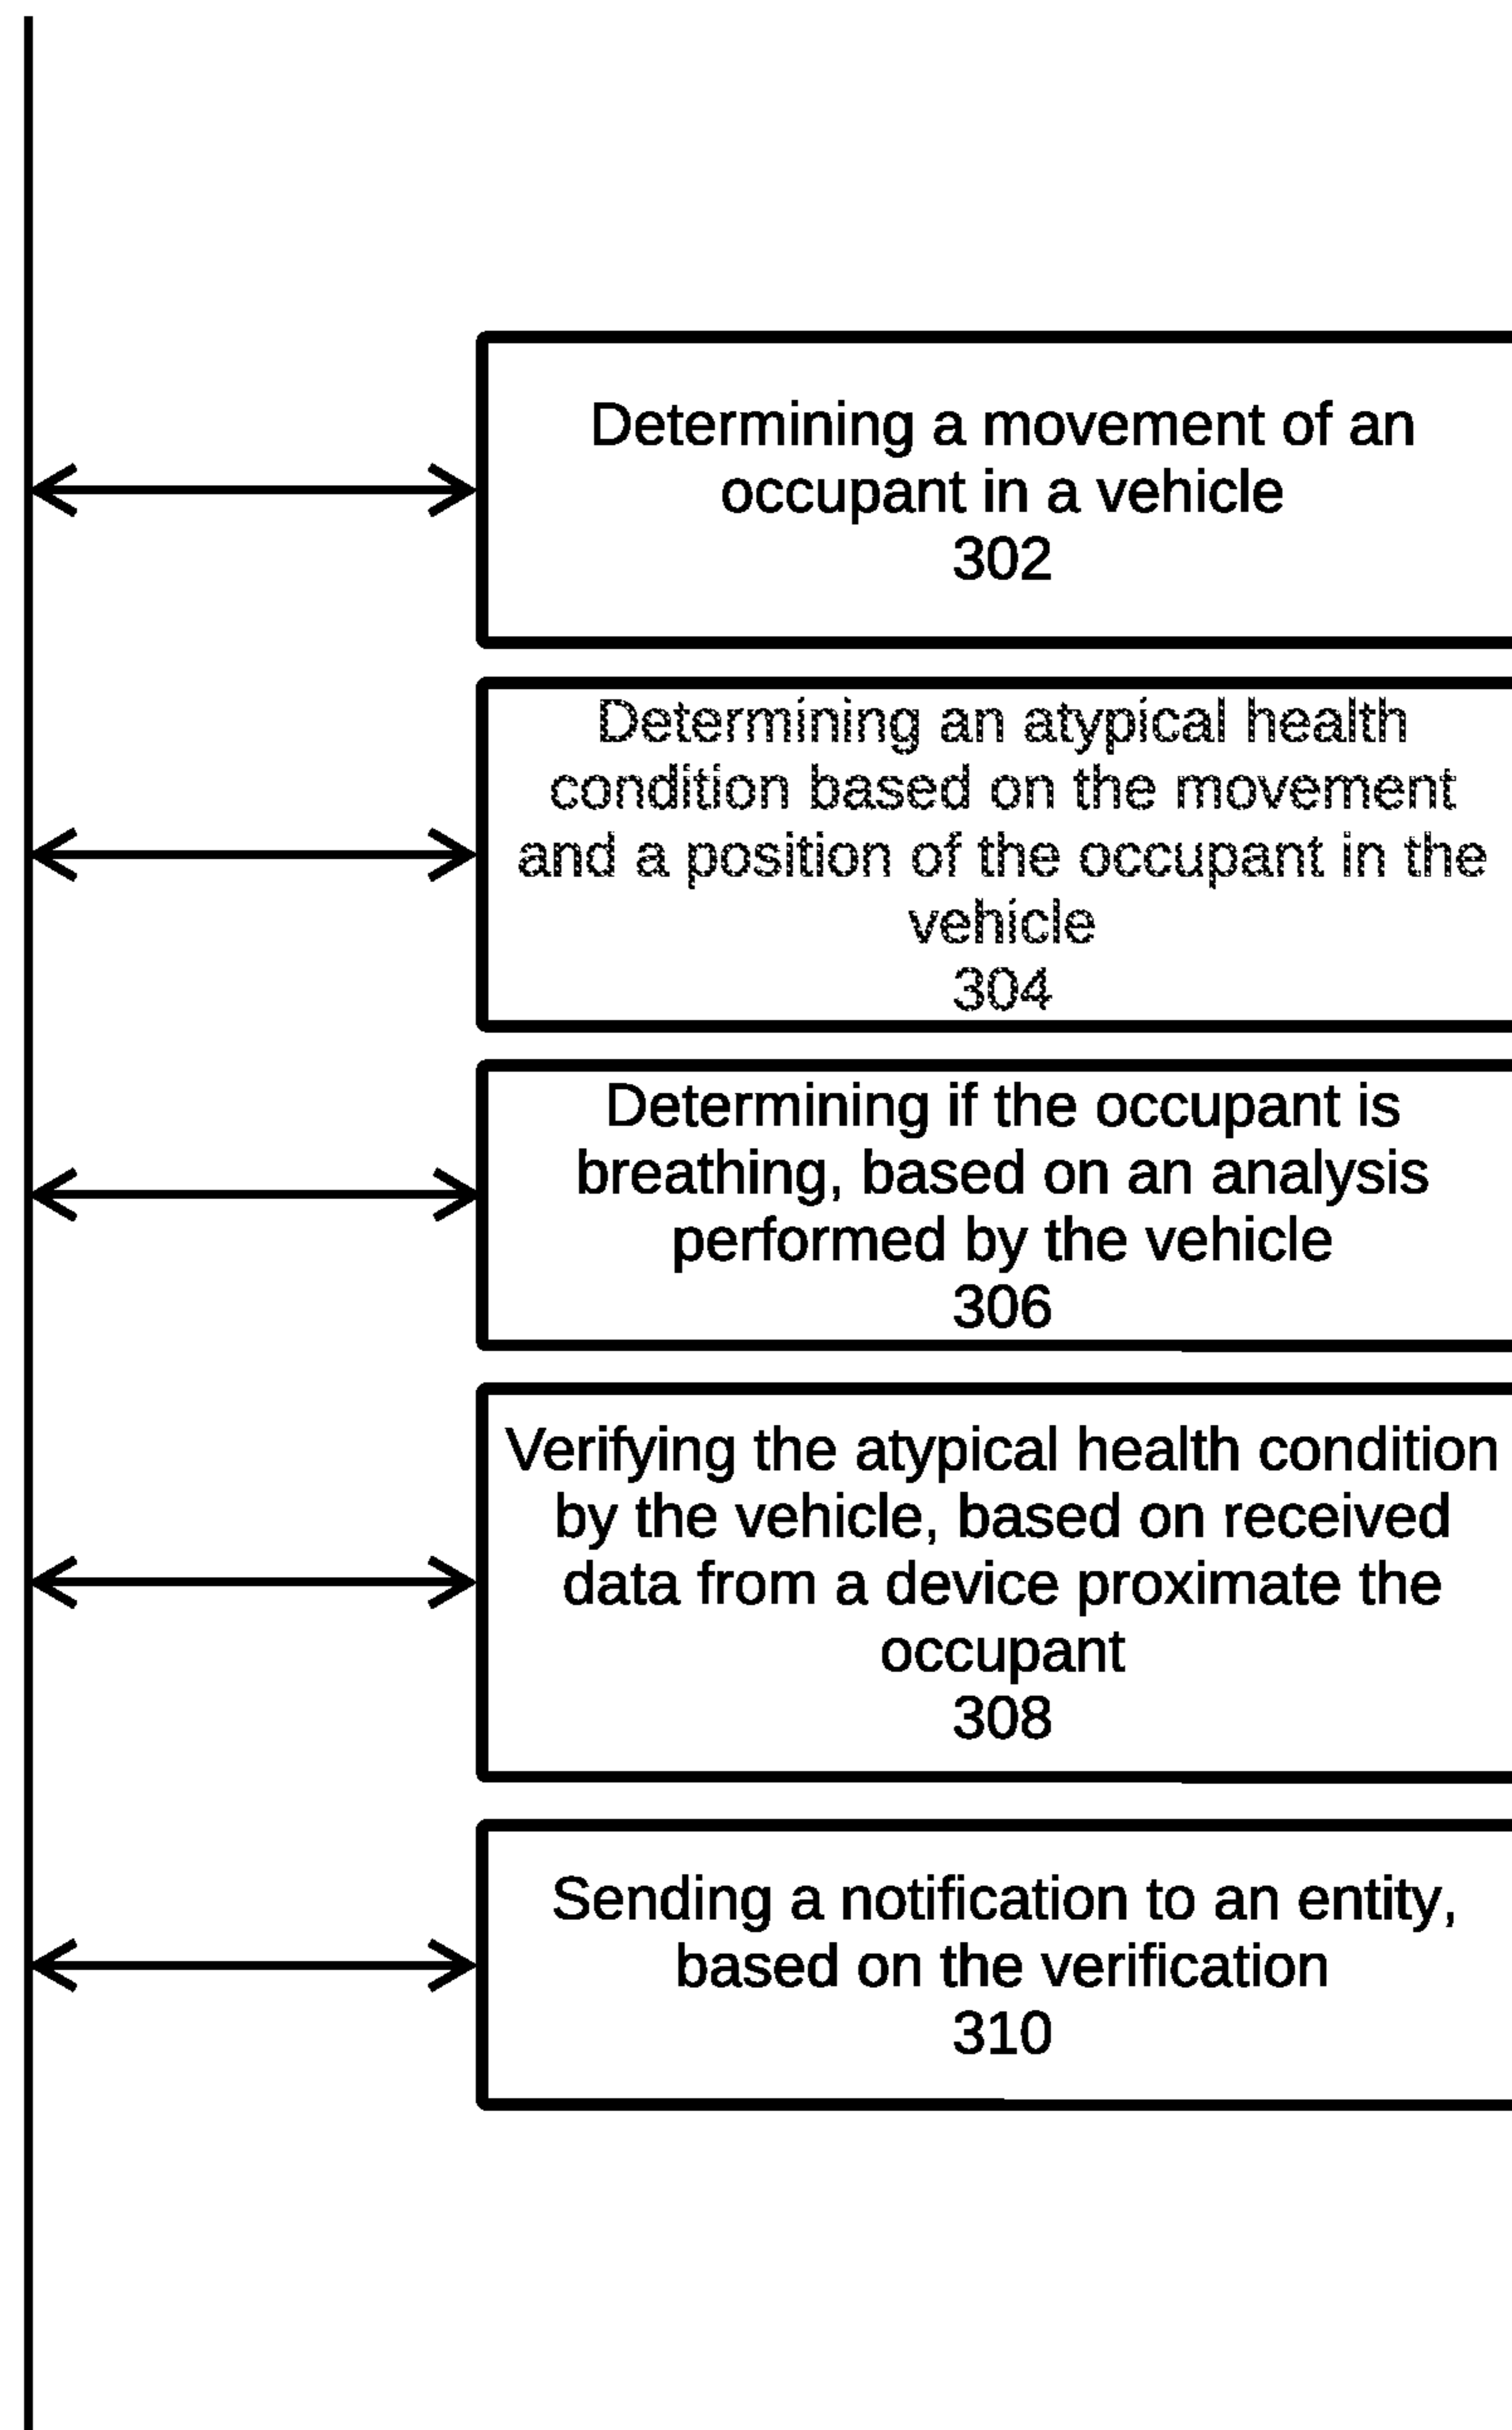 Determining a movement of an
occupant in a vehicle
302
Determining an atypical health
condition based on the movement
and a position of the occupant in the
vehicle
304
Determining if the occupant is
breathing, based on an analysis
performed by the vehicle
306
Verifying the atypical health condition
by the vehicle, based on received
data from a device proximate the
occupant
308
Sending a notification to an entity,
based on the verification
310